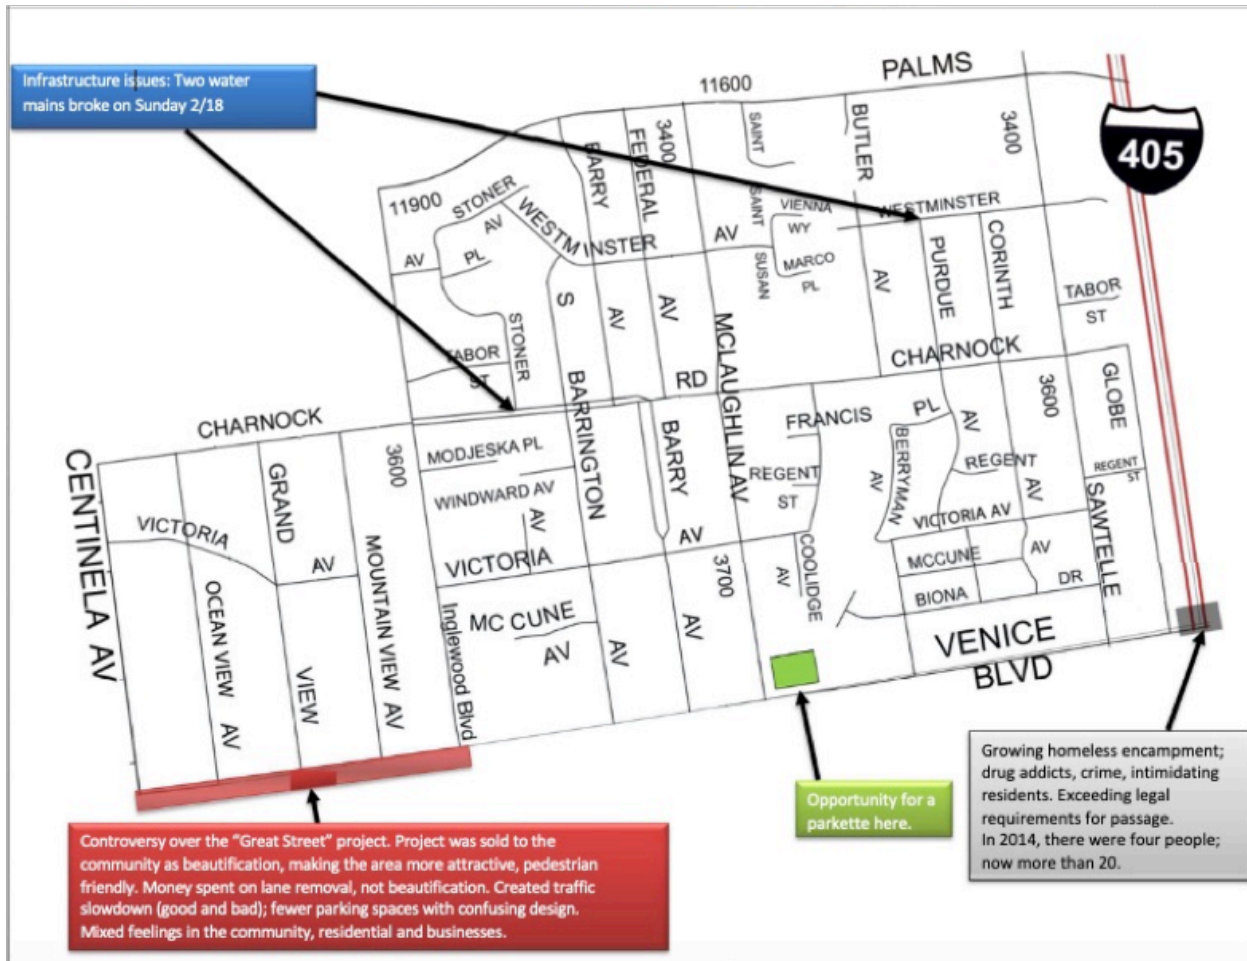 Infrastructure issues: Two water
mains broke on Sunday 2/18
PALMS
11600
405
3400
3400
BUTLER
SAINT
FEDERAL
BARRY
11900
STONER
AV
WESTMINSTER
AV
SAINT
SUSAN
VIENNA
WY
MARCO
PL
WESTMINSTER
PURDUE
CORINTH
AV
PL
AV
TABOR
ST
STONER
S
BARRINGTON
AV
AV
MCLAUGHLIN AV
AV
TABOR
ST
RD
CHARNOCK
GLOBE
CHARNOCK
3600
3600
CENTINELA AV
GRAND
MODJESKA PL
WINDWARD AV
AV
BARRY
AV
FRANCIS
REGENT
ST
PL
BERRYMAN
AV
AV
REGENT
AV
REGENT
ST
SAWTELLE
VICTORIA
AV
VICTORIA
VICTORIA AV
MCCUNE
AV
BIONA
DR
COOLIDGE
AV
3700
MOUNTAIN VIEW AV
OCEAN VIEW AV
VIEW
Inglewood Blvd
MC CUNE
AV
AV
AV
VENICE
BLVD
Growing homeless encampment;
drug addicts, crime, intimidating
residents. Exceeding legal
requirements for passage.
In 2014, there were four people;
now more than 20.
Opportunity for a
parkette here.
Controversy over the “Great Street” project. Project was sold to the
community as beautification, making the area more attractive, pedestrian
friendly. Money spent on lane removal, not beautification. Created traffic
slowdown (good and bad); fewer parking spaces with confusing design.
Mixed feelings in the community, residential and businesses.